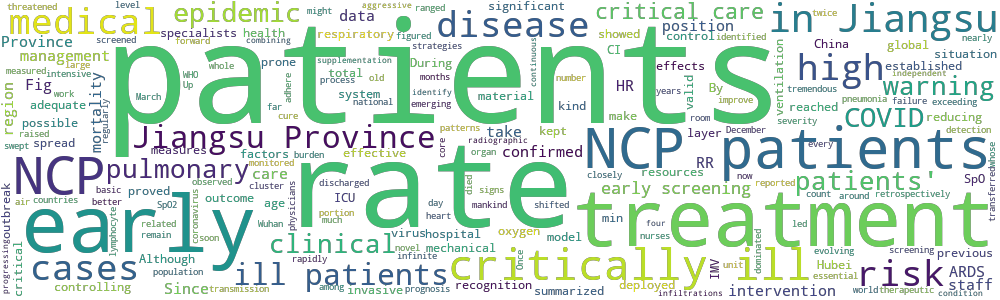 threatened level twice nearly
aggressive
might ranged
medical epidemic data disease critical care in Jiangsu
specialists health significant respiratory showed position
screened forward figured CI control identified
Province combining strategies
management whole supplementation process prone During effects China global situation
measured intensive large WHO Up total old months number
Fig work March adhere system national identify emerging
patients
continuous material HR valid ventilation
By improve room
established independent tremendous
high warning
region adequate mortality regularly cure far kind years
possible make reached pneumonia failure exceeding
raised severity
swept spread Jiangsu Province take kept layer December COVID reducing detection
patterns radiographic
measures burden core organ confirmed
NCP pulmonary rate NCP patients
factors effective RR every
air monitored closely now reported patients' whose
basic proved care cluster age discharged signs resources early screening count SpO
countries better observed died day mankind shifted around retrospectively transferred
outbreak progressing SpO2 outcome ICU physicians portion
early treatment
related coronavirus virus hospital heart much min four led
remain Wuhan oxygen nurses
Although lymphocyte soon clinical novel infinite mechanical model IMV unit dominated evolving screening previous
cases Since population rapidly recognition deployed Hubei essential ARDS
critical ill patients critically ill risk staff
controlling transmission invasive among prognosis summarized Once infiltrations intervention world therapeutic condition